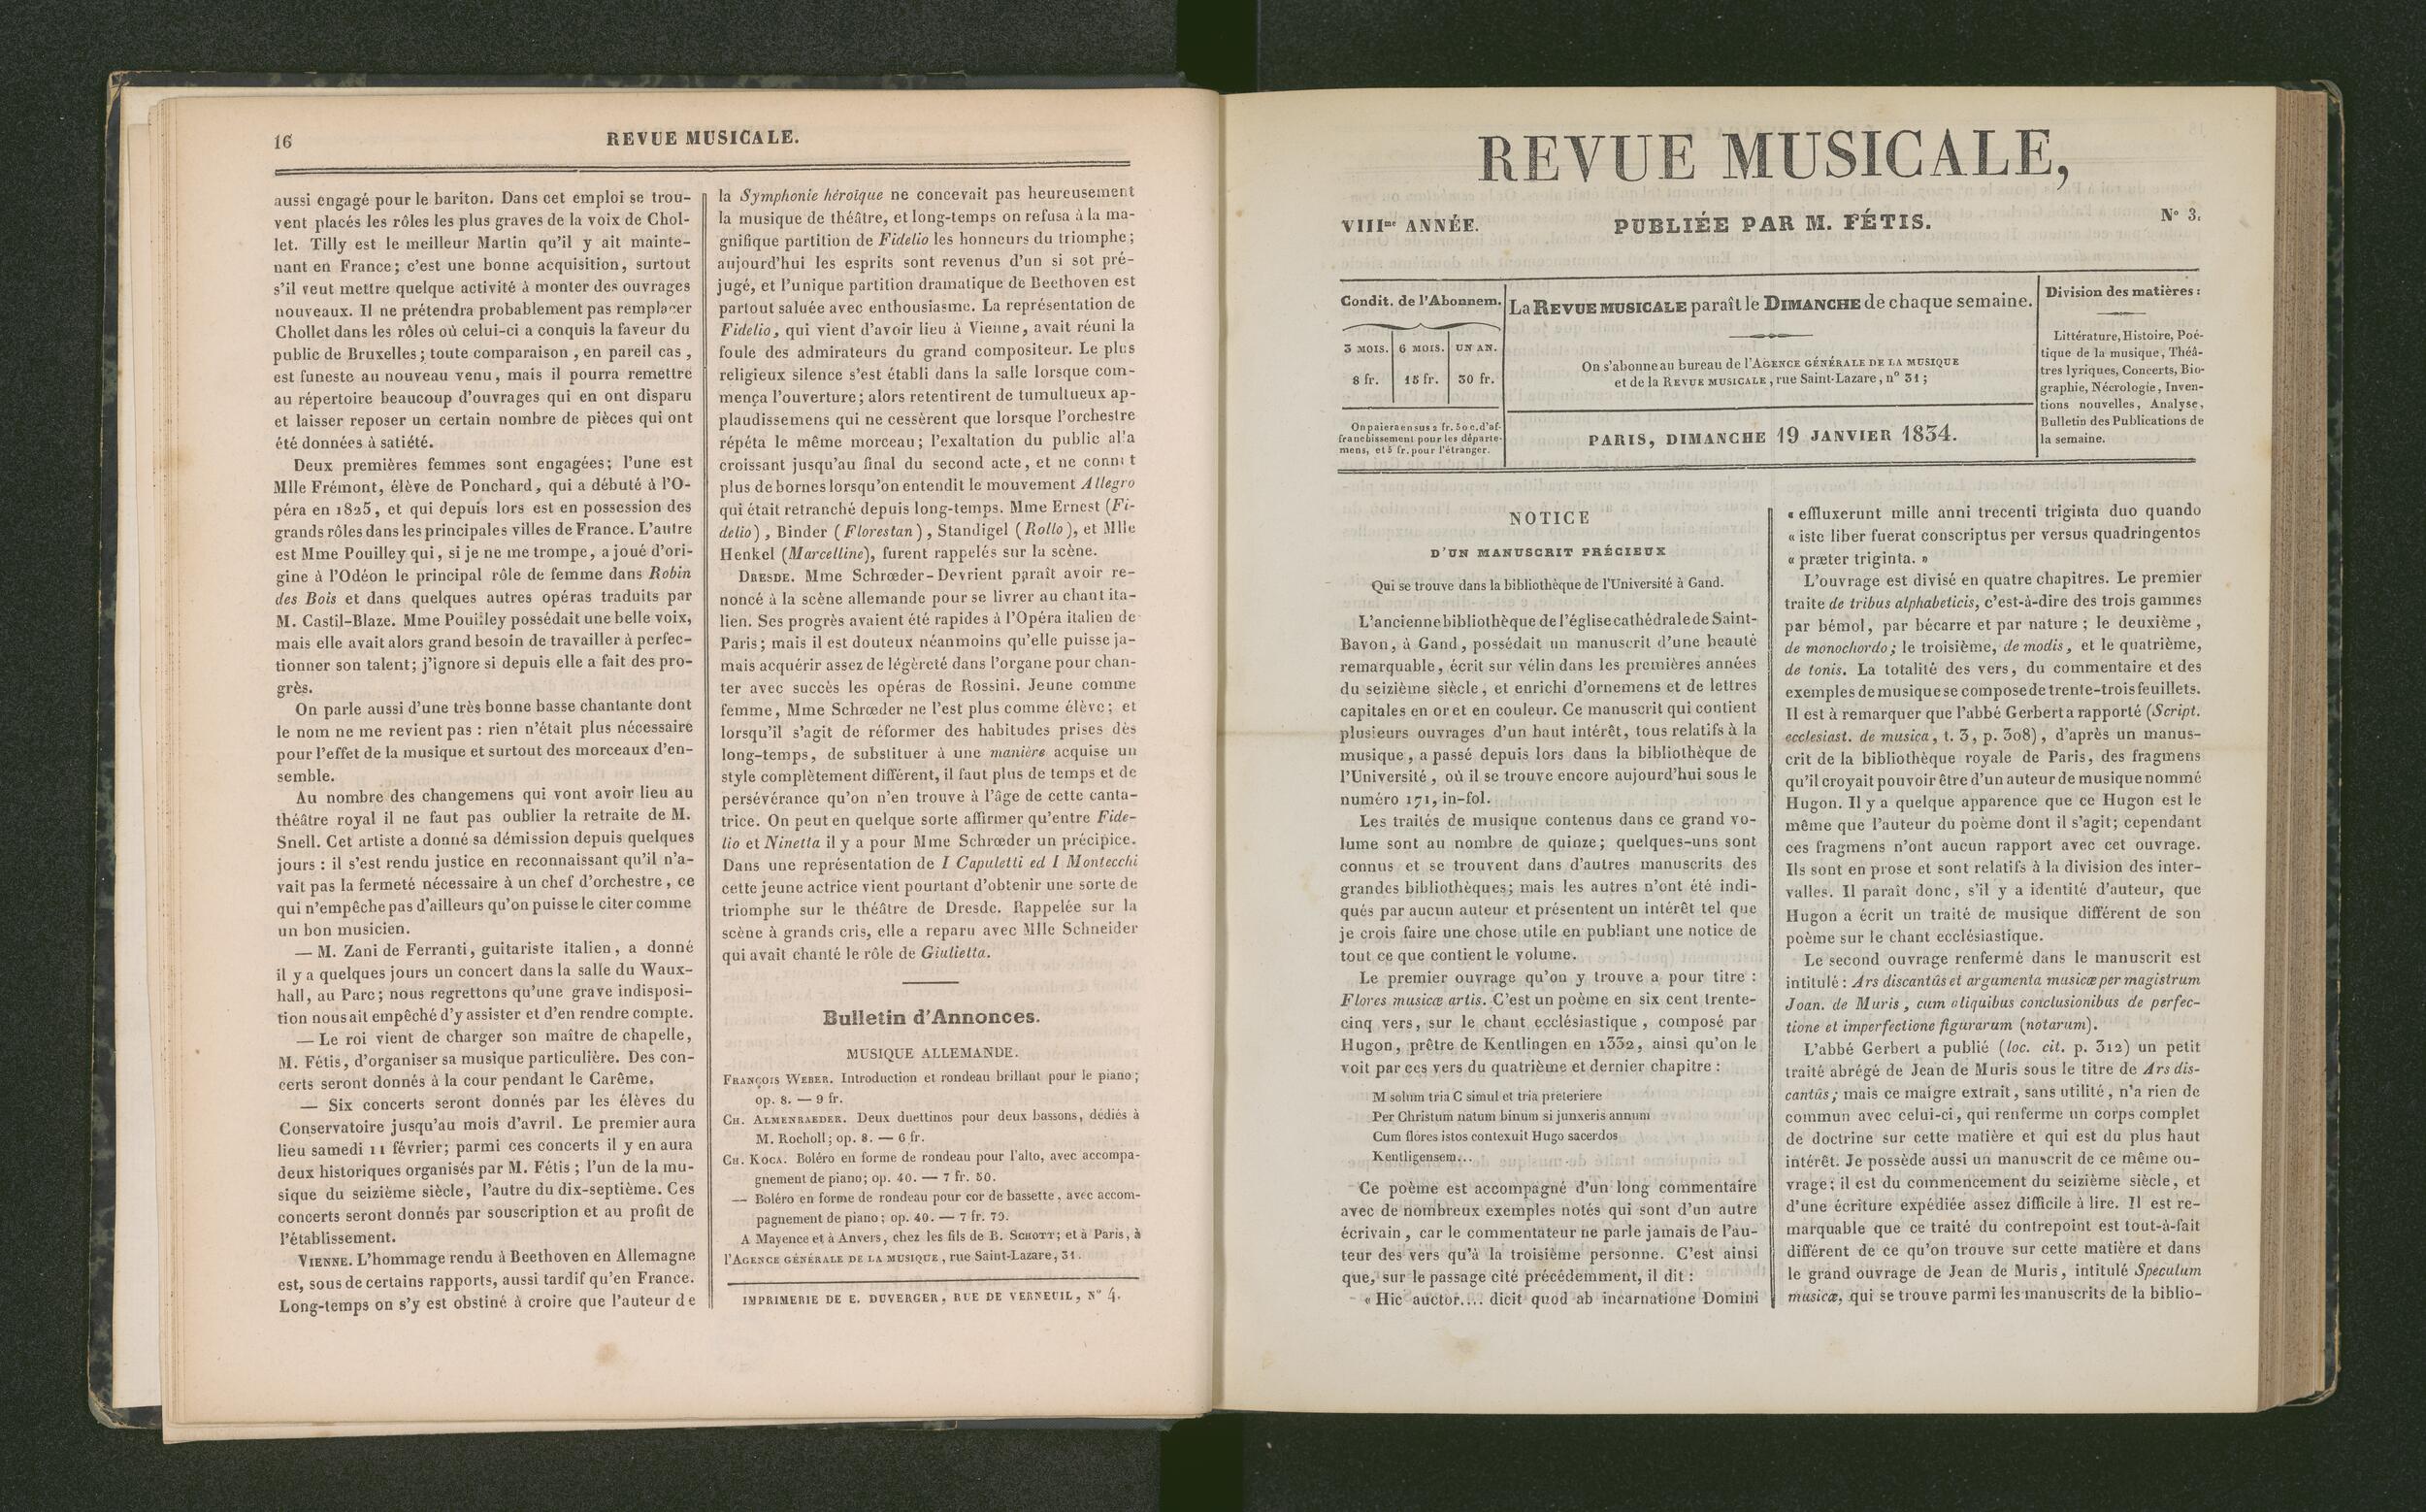 16
REVUE MUSICALE.
aussi engagé pour le bariton. Dans cet emploi se trou-
vent placés les rôles les plus graves de la voix de Chol-
let. Tilly est le meilleur Martin qu'il y ait mainte-
nant en France; c'est une bonne acquisition, surtout
s'il veut mettre quelque activité à monter des ouvrages
nouveaux. Il ne prétendra probablement pas remplacer
Chollet dans les rôles où celui-ci a conquis la faveur du
public de Bruxelles; toute comparaison, en pareil cas,
est funeste au nouveau venu, mais il pourra remettre
au répertoire beaucoup d'ouvrages qui en ont disparu
et laisser reposer un certain nombre de pièces qui ont
été données à satiété.
Deux premières femmes sont engagées; l'une est
Mlle Frémont, élève de Ponchard, qui a débuté à l'O-
péra en 1825, et qui depuis lors est en possession des
grands rôles dans les principales villes de France. L'autre
est Mme Pouilley qui, si je ne me trompe, a joué d'ori-
gine à l'Odéon le principal rôle de femme dans Robin
des Bois et dans quelques autres opéras traduits par
M. Castil-Blaze. Mme Pouilley possédait une belle voix,
mais elle avait alors grand besoin de travailler à perfec-
tionner son talent; j'ignore si depuis elle a fait des pro-
grès.
On parle aussi d'une très bonne basse chantante dont
le nom ne me revient pas : rien n'était plus nécessaire
pour l'effet de la musique et surtout des morceaux d'en-
semble.
Au nombre des changemens qui vont avoir lieu au
théâtre royal il ne faut pas oublier la retraite de M.
Snell. Cet artiste a donné sa démission depuis quelques
jours : il s'est rendu justice en reconnaissant qu'il n'a-
vait pas la fermeté nécessaire à un chef d'orchestre, ce
qui n'empêche pas d'ailleurs qu'on puisse le citer comme
un bon musicien.
— M. Zani de Ferranti, guitariste italien, a donné
il y a quelques jours un concert dans la salle du Waux-
hall, au Parc; nous regrettons qu'une grave indisposi-
tion nous ait empêché d'y assister et d'en rendre compte.
— Le roi vient de charger son maître de chapelle,
M. Fétis, d'organiser sa musique particulière. Des con-
certs seront donnés à la cour pendant le Carême.
— Six concerts seront donnés par les élèves du
Conservatoire jusqu'au mois d'avril. Le premier aura
lieu samedi 11 février; parmi ces concerts il y en aura
deux historiques organisés par M. Fétis; l'un de la mu-
sique du seizième siècle, l'autre du dix-septième. Ces
concerts seront donnés par souscription et au profit de
l'établissement.
VIENNE. L'hommage rendu à Beethoven en Allemagne
est, sous de certains rapports, aussi tardif qu'en France.
Long-temps on s'y est obstiné à croire que l'auteur de
la Symphonie héroïque ne concevait pas heureusement
la musique de théâtre, et long-temps on refusa à la ma-
gnifique partition de Fidelio les honneurs du triomphe;
aujourd'hui les esprits sont revenus d'un si sot pré-
jugé, et l'unique partition dramatique de Beethoven est
partout saluée avec enthousiasme. La représentation de
Fidelio, qui vient d'avoir lieu à Vienne, avait réuni la
foule des admirateurs du grand compositeur. Le plus
religieux silence s'est établi dans la salle lorsque com-
mença l'ouverture; alors retentirent de tumultueux ap-
plaudissemens qui ne cessèrent que lorsque l'orchestre
répéta le même morceau; l'exaltation du public alla
croissant jusqu'au final du second acte, et ne connut
plus de bornes lorsqu'on entendit le mouvement Allegro
qui était retranché depuis long-temps. Mme Ernest (Fi-
delio), Binder (Florestan), Standigel (Rollo), et Mlle
Henkel (Marcelline), furent rappelés sur la scène.
DRESDE. Mme Schrœder-Devrient paraît avoir re-
noncé à la scène allemande pour se livrer au chant ita-
lien. Ses progrès avaient été rapides à l'Opéra italien de
Paris; mais il est douteux néanmoins qu'elle puisse ja-
mais acquérir assez de légèreté dans l'organe pour chan-
ter avec succès les opéras de Rossini. Jeune comme
femme, Mme Schrœder ne l'est plus comme élève; et
lorsqu'il s'agit de réformer des habitudes prises dès
long-temps, de substituer à une manière acquise un
style complètement différent, il faut plus de temps et de
persévérance qu'on n'en trouve à l'âge de cette canta-
trice. On peut en quelque sorte affirmer qu'entre Fide-
lio et Ninetta il y a pour Mme Schrœder un précipice.
Dans une représentation de I Capuletti ed I Montecchi
cette jeune actrice vient pourtant d'obtenir une sorte de
triomphe sur le théâtre de Dresde. Rappelée sur la
scène à grands cris, elle a reparu avec Mlle Schneider
qui avait chanté le rôle de Giulietta.
Bulletin d'Annonces.
MUSIQUE ALLEMANDE.
FRANÇOIS WEBER. Introduction et rondeau brillant pour le piano;
op. 8. — 9 fr.
CH. ALMENRAEDER. Deux duettinos pour deux bassons, dédiés à
M. Rocholl; op. 8. — 6 fr.
CH. KOCA. Boléro en forme de rondeau pour l'alto, avec accompa-
gnement de piano; op. 40. — 7 fr. 50.
— Boléro en forme de rondeau pour cor de bassette, avec accom-
pagnement de piano; op. 40. — 7 fr. 75.
A Mayence et à Anvers, chez les fils de B. SCHOTT; et à Paris, à
l'AGENCE GÉNÉRALE DE LA MUSIQUE, rue Saint-Lazare, 31.
IMPRIMERIE DE E. DUVERGER, RUE DE VERNEUIL, N° 4.
REVUE MUSICALE,
VIIIme ANNÉE.
PUBLIÉE PAR M. FÉTIS.
N° 3.
Condit. de l'Abonnem.
3 MOIS. 6 MOIS. UN AN.
8 fr. 15 fr. 30 fr.
On paiera en sus 2 fr. 50 c. d'af-
franchissement pour les départe-
mens, et 5 fr. pour l'étranger.
La REVUE MUSICALE paraît le DIMANCHE de chaque semaine.
On s'abonne au bureau de l'AGENCE GÉNÉRALE DE LA MUSIQUE
et de la REVUE MUSICALE, rue Saint-Lazare, n° 31;
PARIS, DIMANCHE 19 JANVIER 1834.
Division des matières :
Littérature, Histoire, Poé-
tique de la musique, Théâ-
tres lyriques, Concerts, Bio-
graphie, Nécrologie, Inven-
tions nouvelles, Analyse,
Bulletin des Publications de
la semaine.
NOTICE
D'UN MANUSCRIT PRÉCIEUX
Qui se trouve dans la bibliothèque de l'Université à Gand.
L'ancienne bibliothèque de l'église cathédrale de Saint-
Bavon, à Gand, possédait un manuscrit d'une beauté
remarquable, écrit sur vélin dans les premières années
du seizième siècle, et enrichi d'ornemens et de lettres
capitales en or et en couleur. Ce manuscrit qui contient
plusieurs ouvrages d'un haut intérêt, tous relatifs à la
musique, a passé depuis lors dans la bibliothèque de
l'Université, où il se trouve encore aujourd'hui sous le
numéro 171, in-fol.
Les traités de musique contenus dans ce grand vo-
lume sont au nombre de quinze; quelques-uns sont
connus et se trouvent dans d'autres manuscrits des
grandes bibliothèques; mais les autres n'ont été indi-
qués par aucun auteur et présentent un intérêt tel que
je crois faire une chose utile en publiant une notice de
tout ce que contient le volume.
Le premier ouvrage qu'on y trouve a pour titre :
Flores musicæ artis. C'est un poème en six cent trente-
cinq vers, sur le chant ecclésiastique, composé par
Hugon, prêtre de Kentlingen en 1332, ainsi qu'on le
voit par ces vers du quatrième et dernier chapitre :
M solum tria C simul et tria preteriere
Per Christum natum binum si junxeris annum
Cum flores istos contexuit Hugo sacerdos
Kentligensem...
Ce poème est accompagné d'un long commentaire
avec de nombreux exemples notés qui sont d'un autre
écrivain, car le commentateur ne parle jamais de l'au-
teur des vers qu'à la troisième personne. C'est ainsi
que, sur le passage cité précédemment, il dit :
« Hic auctor.... dicit quod ab incarnatione Domini
« effluxerunt mille anni trecenti triginta duo quando
« iste liber fuerat conscriptus per versus quadringentos
« præter triginta. »
L'ouvrage est divisé en quatre chapitres. Le premier
traite de tribus alphabeticis, c'est-à-dire des trois gammes
par bémol, par bécarre et par nature; le deuxième,
de monochordo; le troisième, de modis, et le quatrième,
de tonis. La totalité des vers, du commentaire et des
exemples de musique se compose de trente-trois feuillets.
Il est à remarquer que l'abbé Gerbert a rapporté (Script.
ecclesiast. de musica, t. 3, p. 308), d'après un manus-
crit de la bibliothèque royale de Paris, des fragmens
qu'il croyait pouvoir être d'un auteur de musique nommé
Hugon. Il y a quelque apparence que ce Hugon est le
même que l'auteur du poème dont il s'agit; cependant
ces fragmens n'ont aucun rapport avec cet ouvrage.
Ils sont en prose et sont relatifs à la division des inter-
valles. Il paraît donc, s'il y a identité d'auteur, que
Hugon a écrit un traité de musique différent de son
poème sur le chant ecclésiastique.
Le second ouvrage renfermé dans le manuscrit est
intitulé : Ars discantûs et argumenta musicæ per magistrum
Joan. de Muris, cum aliquibus conclusionibus de perfec-
tione et imperfectione figurarum (notarum).
L'abbé Gerbert a publié (loc. cit. p. 312) un petit
traité abrégé de Jean de Muris sous le titre de Ars dis-
cantûs; mais ce maigre extrait, sans utilité, n'a rien de
commun avec celui-ci, qui renferme un corps complet
de doctrine sur cette matière et qui est du plus haut
intérêt. Je possède aussi un manuscrit de ce même ou-
vrage; il est du commencement du seizième siècle, et
d'une écriture expédiée assez difficile à lire. Il est re-
marquable que ce traité du contrepoint est tout-à-fait
différent de ce qu'on trouve sur cette matière et dans
le grand ouvrage de Jean de Muris, intitulé Speculum
musicæ, qui se trouve parmi les manuscrits de la biblio-